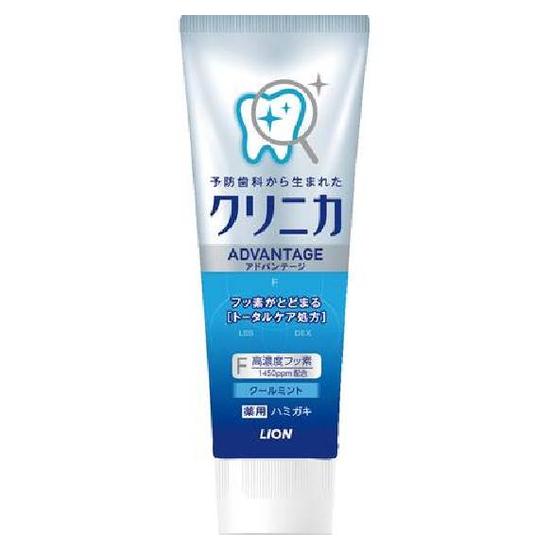 予防歯科から生まれた
クリニカ
ADVANTAGE
アドバンテージ
F
フッ素がとどまる
[トータルケア処方]
LSS DEX
F 高濃度フッ素
1450ppm配合
クールミント
薬用 ハミガキ
LION